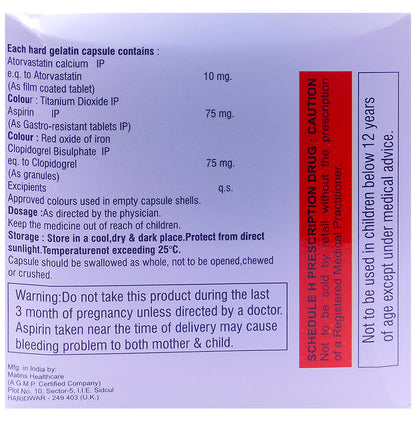 Each hard gelatin capsule contains :
Atorvastatin calcium IP
e.q. to Atorvastatin 10 mg.
(As film coated tablet)
Colour : Titanium Dioxide IP
Aspirin IP 75 mg.
(As Gastro-resistant tablets IP)
Colour : Red oxide of iron
Clopidogrel Bisulphate IP
eq. to Clopidogrel 75 mg.
(As granules)
Excipients q.s.
Approved colours used in empty capsule shells.
Dosage :As directed by the physician.
Keep the medicine out of reach of children.
Storage : Store in a cool,dry & dark place.Protect from direct
sunlight.Temperaturenot exceeding 25°C.
Capsule should be swallowed as whole, not to be opened,chewed
or crushed.
Warning:Do not take this product during the last
3 month of pregnancy unless directed by a doctor.
Aspirin taken near the time of delivery may cause
bleeding problem to both mother & child.
Mfg. in India by:
Matins Healthcare
(A G.M.P. Certified Company)
Plot No. 10, Sector-5, I.I.E. Sidcul
HARIDWAR - 249 403 (U.K.)
SCHEDULE H PRESCRIPTION DRUG : CAUTION
Not to be sold by retail without the prescription
of a Registered Medical Practitioner.
Not to be used in children below 12 years
of age except under medical advice.